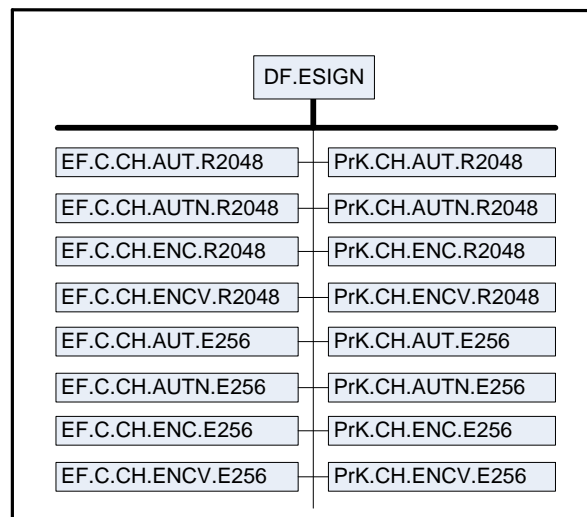 DF.ESIGN
EF.C.CH.AUT.R2048 PrK.CH.AUT.R2048
EF.C.CH.AUTN.R2048 PrK.CH.AUTN.R2048
EF.C.CH.ENC.R2048 PrK.CH.ENC.R2048
EF.C.CH.ENCV.R2048 PrK.CH.ENCV.R2048
EF.C.CH.AUT.E256 PrK.CH.AUT.E256
EF.C.CH.AUTN.E256 PrK.CH.AUTN.E256
EF.C.CH.ENC.E256 PrK.CH.ENC.E256
EF.C.CH.ENCV.E256 PrK.CH.ENCV.E256